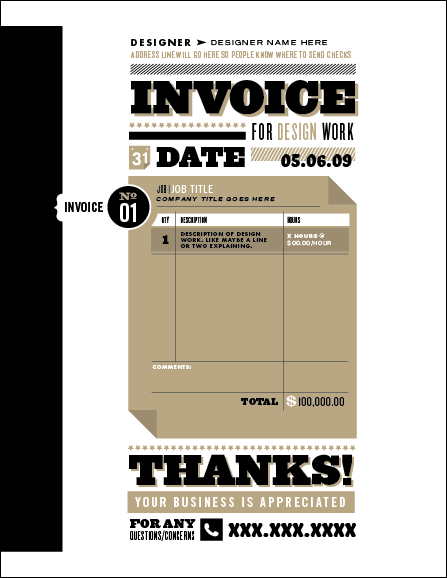 DESIGNER ➤ DESIGNER NAME HERE
ADDRESS LINE WILL GO HERE SO PEOPLE KNOW WHERE TO SEND CHECKS
INVOICE
FOR DESIGN WORK
31 DATE 05.06.09
JOB | JOB TITLE
COMPANY TITLE GOES HERE
INVOICE No 01
QTY DESCRIPTION HOURS
1 DESCRIPTION OF DESIGN WORK. LIKE MAYBE A LINE OR TWO EXPLAINING. X HOURS @ $00.00/HOUR
COMMENTS:
TOTAL $100,000.00
THANKS!
YOUR BUSINESS IS APPRECIATED
FOR ANY
QUESTIONS/CONCERNS XXX.XXX.XXXX